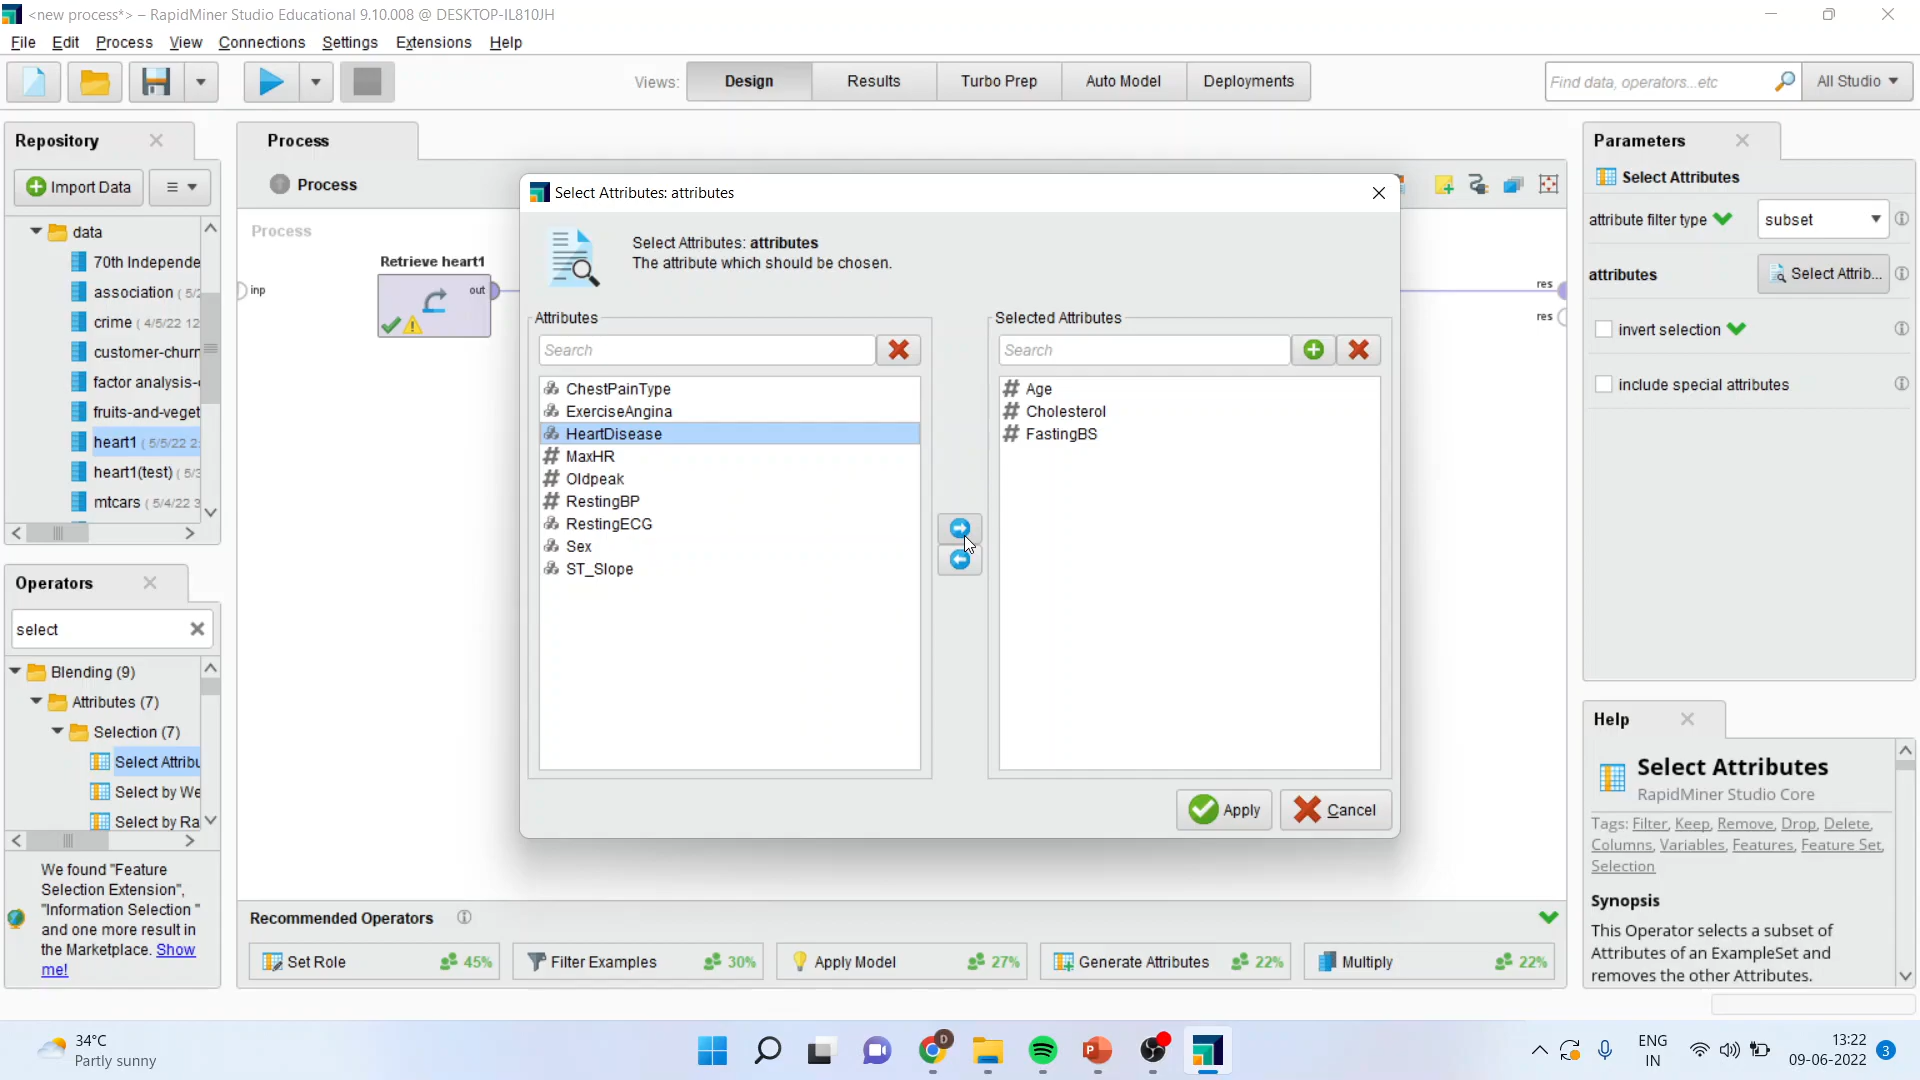 <new process*> – RapidMiner Studio Educational 9.10.008 @ DESKTOP-IL810JH
File Edit Process View Connections Settings Extensions Help
Views: Design Results Turbo Prep Auto Model Deployments
Find data, operators...etc All Studio
Repository
Import Data
data
70th Independe
association ( 5/2
crime ( 4/5/22 12
customer-churn
factor analysis-
fruits-and-veget
heart1 ( 5/5/22 2:
heart1(test) ( 5/3
mtcars ( 5/4/22 3
Operators
select
Blending (9)
Attributes (7)
Selection (7)
Select Attribu
Select by We
Select by Ra
We found "Feature
Selection Extension",
"Information Selection "
and one more result in
the Marketplace. Show
me!
Process
Process
Process
inp
Retrieve heart1
out
res
res
Select Attributes: attributes
Select Attributes: attributes
The attribute which should be chosen.
Attributes
Search
ChestPainType
ExerciseAngina
HeartDisease
MaxHR
Oldpeak
RestingBP
RestingECG
Sex
ST_Slope
Selected Attributes
Search
Age
Cholesterol
FastingBS
Apply Cancel
Recommended Operators
Set Role 45%
Filter Examples 30%
Apply Model 27%
Generate Attributes 22%
Multiply 22%
Parameters
Select Attributes
attribute filter type subset
attributes Select Attrib...
invert selection
include special attributes
Help
Select Attributes
RapidMiner Studio Core
Tags: Filter, Keep, Remove, Drop, Delete,
Columns, Variables, Features, Feature Set,
Selection
Synopsis
This Operator selects a subset of
Attributes of an ExampleSet and
removes the other Attributes.
34°C
Partly sunny
D
P
ENG
IN
13:22
09-06-2022
3